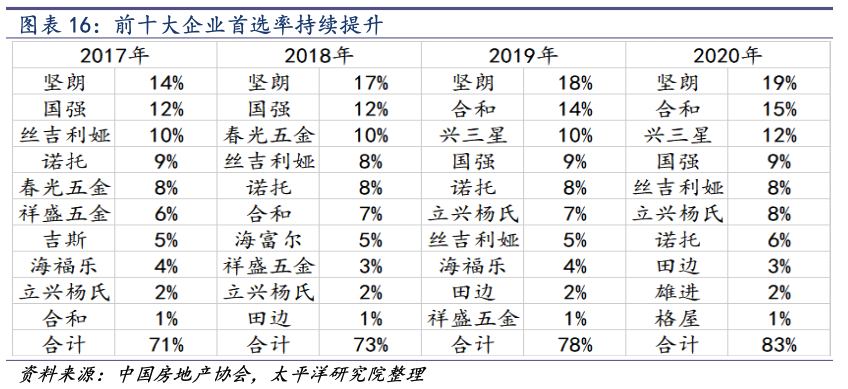 图表 16：前十大企业首选率持续提升
2017年 2018年 2019年 2020年
坚朗 14% 坚朗 17% 坚朗 18% 坚朗 19%
国强 12% 国强 12% 合和 14% 合和 15%
丝吉利娅 10% 春光五金 10% 兴三星 10% 兴三星 12%
诺托 9% 丝吉利娅 8% 国强 9% 国强 9%
春光五金 8% 诺托 8% 诺托 8% 丝吉利娅 8%
祥盛五金 6% 合和 7% 立兴杨氏 7% 立兴杨氏 8%
吉斯 5% 海富尔 5% 丝吉利娅 5% 诺托 6%
海福乐 4% 祥盛五金 3% 海福乐 4% 田边 3%
立兴杨氏 2% 立兴杨氏 2% 田边 2% 雄进 2%
合和 1% 田边 1% 祥盛五金 1% 格屋 1%
合计 71% 合计 73% 合计 78% 合计 83%
资料来源：中国房地产协会，太平洋研究院整理